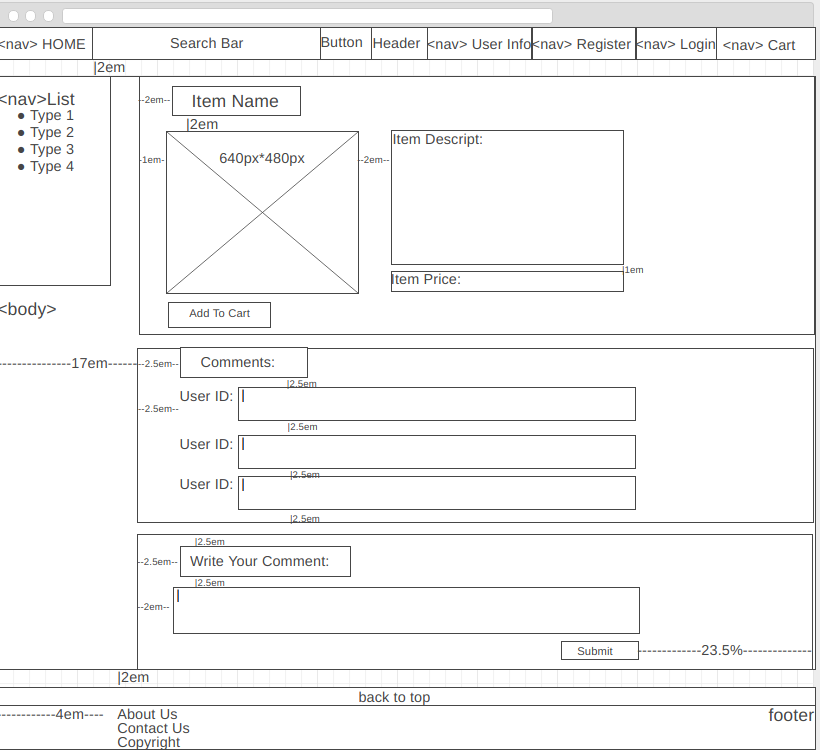 <nav> HOME
Search Bar
Button
Header
<nav> User Info
<nav> Register
<nav> Login
<nav> Cart
|2em
<nav>List
● Type 1
● Type 2
● Type 3
● Type 4
<body>
--2em--
Item Name
|2em
-1em-
640px*480px
--2em--
Item Descript:
|1em
Item Price:
Add To Cart
---------------17em------
--2.5em--
Comments:
|2.5em
User ID: |
--2.5em--
|2.5em
User ID: |
|2.5em
User ID: |
|2.5em
|2.5em
--2.5em--
Write Your Comment:
|2.5em
|
--2em--
Submit
-------------23.5%--------------
|2em
back to top
------------4em----
About Us
Contact Us
Copyright
footer